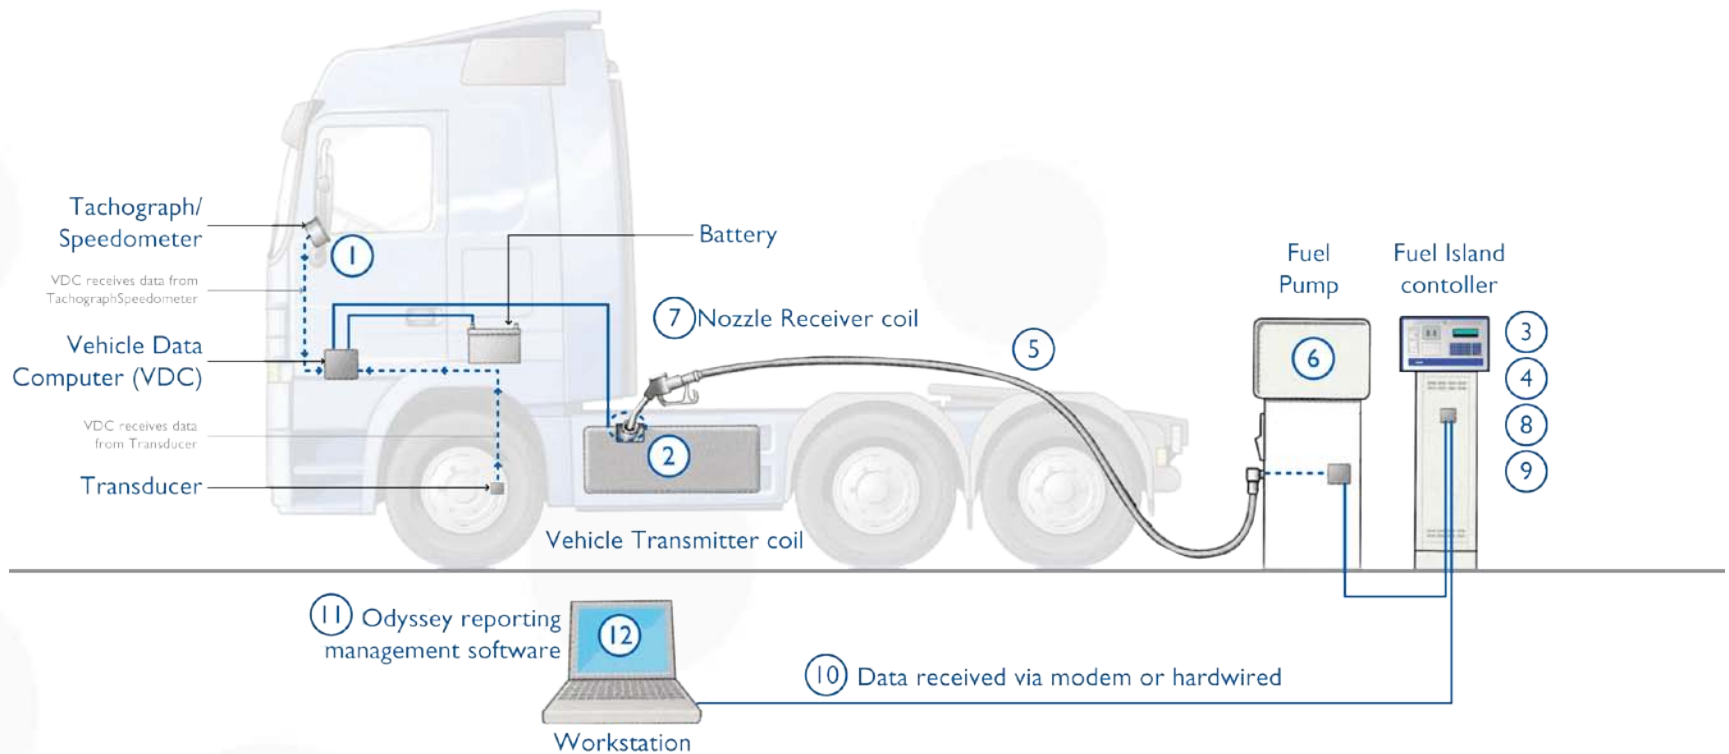 Tachograph/
Speedometer
1
VDC receives data from
TachographSpeedometer
Vehicle Data
Computer (VDC)
VDC receives data
from Transducer
Transducer
Battery
7 Nozzle Receiver coil
5
2
Vehicle Transmitter coil
Fuel
Pump
6
Fuel Island
contoller
3
4
8
9
11 Odyssey reporting
management software
12
Workstation
10 Data received via modem or hardwired